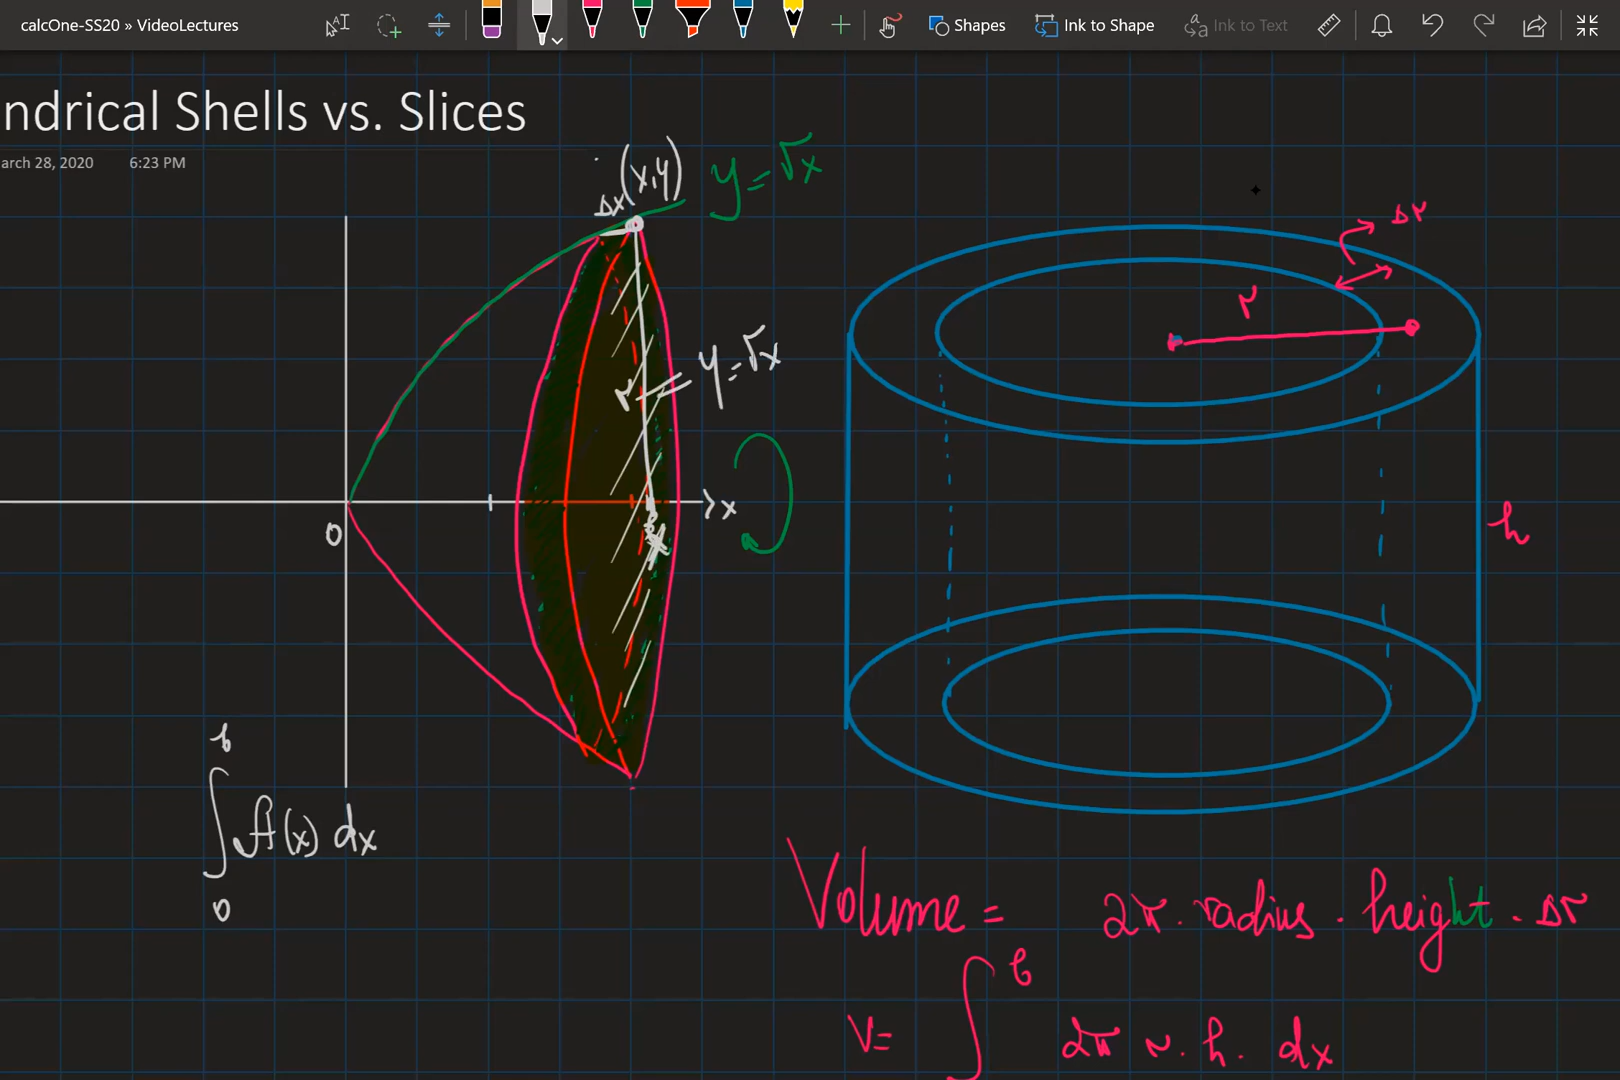 calcOne-SS20 » VideoLectures
Shapes
Ink to Shape
Ink to Text
ndrical Shells vs. Slices
arch 28, 2020 6:23 PM
Δx (x,y) y=√x
Δr
r
r y=√x
x
0
h
b
∫ A(x) dx
0
Volume = 2π · radius · height · Δr
b
V= ∫ 2π r · h · dx